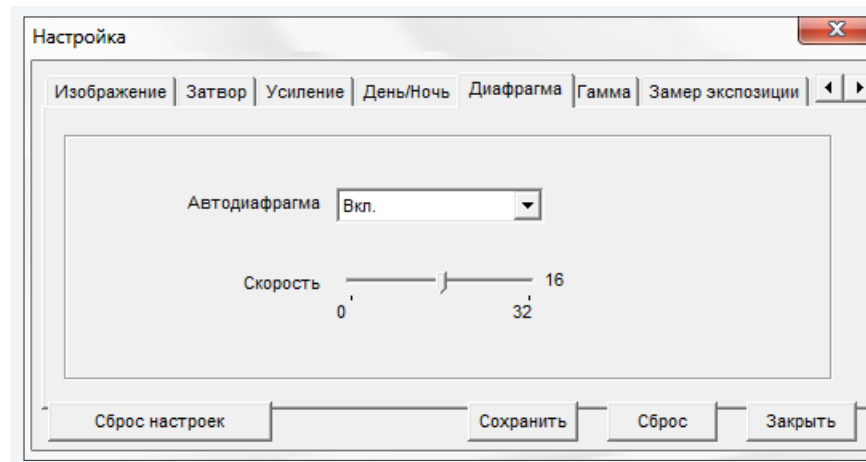 Настройка
Изображение Затвор Усиление День/Ночь Диафрагма Гамма Замер экспозиции
Автодиафрагма Вкл.
Скорость 16
0 32
Сброс настроек Сохранить Сброс Закрыть